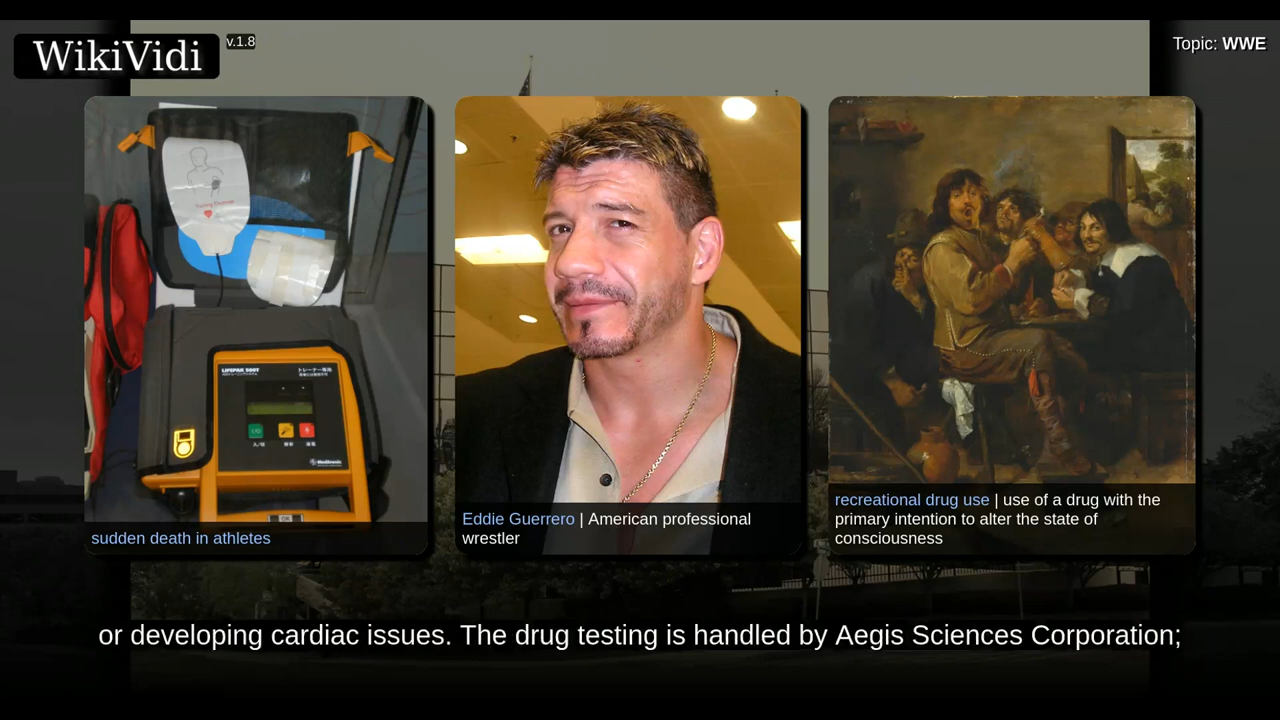 WikiVidi
v.1.8
Topic: WWE
LIFEPAK 500T
Medtronic
OK
sudden death in athletes
Eddie Guerrero | American professional
wrestler
recreational drug use | use of a drug with the
primary intention to alter the state of
consciousness
or developing cardiac issues. The drug testing is handled by Aegis Sciences Corporation;